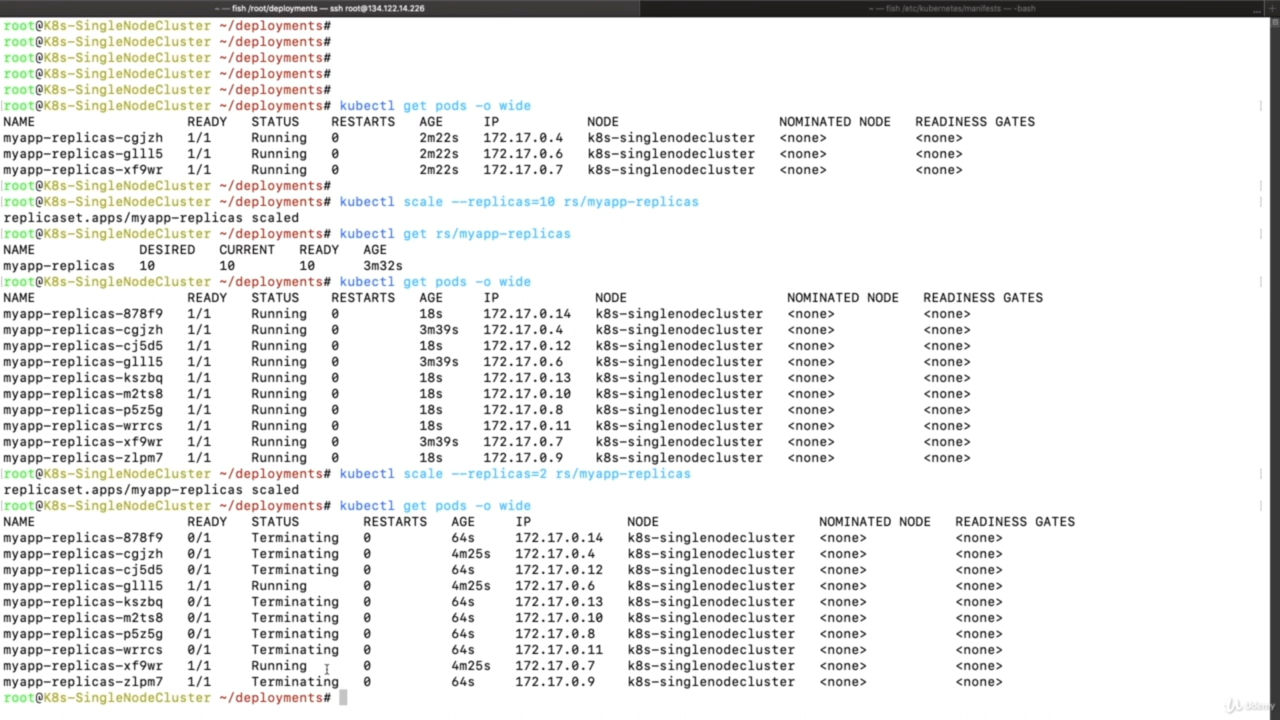 ~ — fish /root/deployments — ssh root@134.122.14.226
~ — fish /etc/kubernetes/manifests — -bash
root@K8s-SingleNodeCluster ~/deployments#
root@K8s-SingleNodeCluster ~/deployments#
root@K8s-SingleNodeCluster ~/deployments#
root@K8s-SingleNodeCluster ~/deployments#
root@K8s-SingleNodeCluster ~/deployments#
root@K8s-SingleNodeCluster ~/deployments# kubectl get pods -o wide
NAME READY STATUS RESTARTS AGE IP NODE NOMINATED NODE READINESS GATES
myapp-replicas-cgjzh 1/1 Running 0 2m22s 172.17.0.4 k8s-singlenodecluster <none> <none>
myapp-replicas-glll5 1/1 Running 0 2m22s 172.17.0.6 k8s-singlenodecluster <none> <none>
myapp-replicas-xf9wr 1/1 Running 0 2m22s 172.17.0.7 k8s-singlenodecluster <none> <none>
root@K8s-SingleNodeCluster ~/deployments#
root@K8s-SingleNodeCluster ~/deployments# kubectl scale --replicas=10 rs/myapp-replicas
replicaset.apps/myapp-replicas scaled
root@K8s-SingleNodeCluster ~/deployments# kubectl get rs/myapp-replicas
NAME DESIRED CURRENT READY AGE
myapp-replicas 10 10 10 3m32s
root@K8s-SingleNodeCluster ~/deployments# kubectl get pods -o wide
NAME READY STATUS RESTARTS AGE IP NODE NOMINATED NODE READINESS GATES
myapp-replicas-878f9 1/1 Running 0 18s 172.17.0.14 k8s-singlenodecluster <none> <none>
myapp-replicas-cgjzh 1/1 Running 0 3m39s 172.17.0.4 k8s-singlenodecluster <none> <none>
myapp-replicas-cj5d5 1/1 Running 0 18s 172.17.0.12 k8s-singlenodecluster <none> <none>
myapp-replicas-glll5 1/1 Running 0 3m39s 172.17.0.6 k8s-singlenodecluster <none> <none>
myapp-replicas-kszbq 1/1 Running 0 18s 172.17.0.13 k8s-singlenodecluster <none> <none>
myapp-replicas-m2ts8 1/1 Running 0 18s 172.17.0.10 k8s-singlenodecluster <none> <none>
myapp-replicas-p5z5g 1/1 Running 0 18s 172.17.0.8 k8s-singlenodecluster <none> <none>
myapp-replicas-wrrcs 1/1 Running 0 18s 172.17.0.11 k8s-singlenodecluster <none> <none>
myapp-replicas-xf9wr 1/1 Running 0 3m39s 172.17.0.7 k8s-singlenodecluster <none> <none>
myapp-replicas-zlpm7 1/1 Running 0 18s 172.17.0.9 k8s-singlenodecluster <none> <none>
root@K8s-SingleNodeCluster ~/deployments# kubectl scale --replicas=2 rs/myapp-replicas
replicaset.apps/myapp-replicas scaled
root@K8s-SingleNodeCluster ~/deployments# kubectl get pods -o wide
NAME READY STATUS RESTARTS AGE IP NODE NOMINATED NODE READINESS GATES
myapp-replicas-878f9 0/1 Terminating 0 64s 172.17.0.14 k8s-singlenodecluster <none> <none>
myapp-replicas-cgjzh 0/1 Terminating 0 4m25s 172.17.0.4 k8s-singlenodecluster <none> <none>
myapp-replicas-cj5d5 0/1 Terminating 0 64s 172.17.0.12 k8s-singlenodecluster <none> <none>
myapp-replicas-glll5 1/1 Running 0 4m25s 172.17.0.6 k8s-singlenodecluster <none> <none>
myapp-replicas-kszbq 0/1 Terminating 0 64s 172.17.0.13 k8s-singlenodecluster <none> <none>
myapp-replicas-m2ts8 0/1 Terminating 0 64s 172.17.0.10 k8s-singlenodecluster <none> <none>
myapp-replicas-p5z5g 0/1 Terminating 0 64s 172.17.0.8 k8s-singlenodecluster <none> <none>
myapp-replicas-wrrcs 0/1 Terminating 0 64s 172.17.0.11 k8s-singlenodecluster <none> <none>
myapp-replicas-xf9wr 1/1 Running 0 4m25s 172.17.0.7 k8s-singlenodecluster <none> <none>
myapp-replicas-zlpm7 1/1 Terminating 0 64s 172.17.0.9 k8s-singlenodecluster <none> <none>
root@K8s-SingleNodeCluster ~/deployments#
Udemy